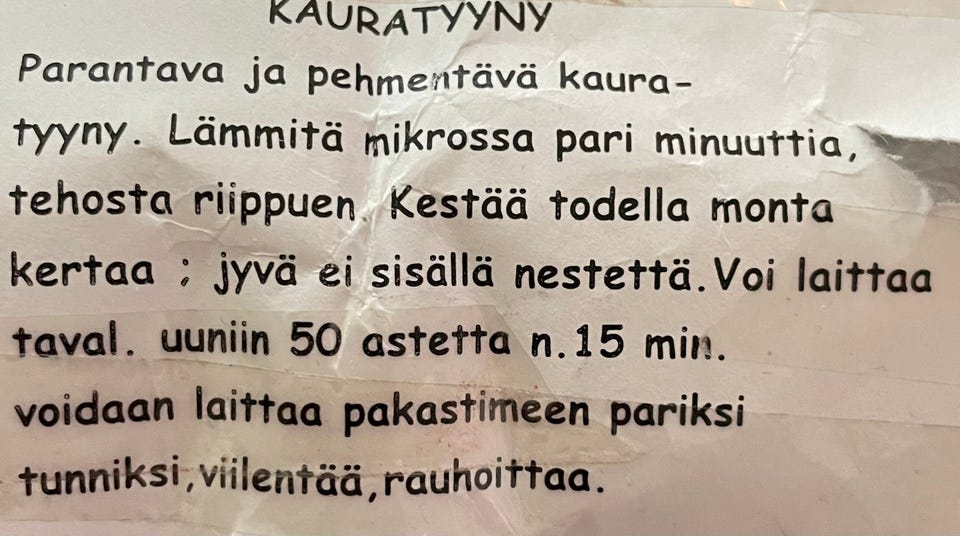 KAURATYYNY
Parantava ja pehmentävä kaura-
tyyny. Lämmitä mikrossa pari minuuttia,
tehosta riippuen. Kestää todella monta
kertaa ; jyvä ei sisällä nestettä. Voi laittaa
taval. uuniin 50 astetta n.15 min.
voidaan laittaa pakastimeen pariksi
tunniksi,viilentää,rauhoittaa.